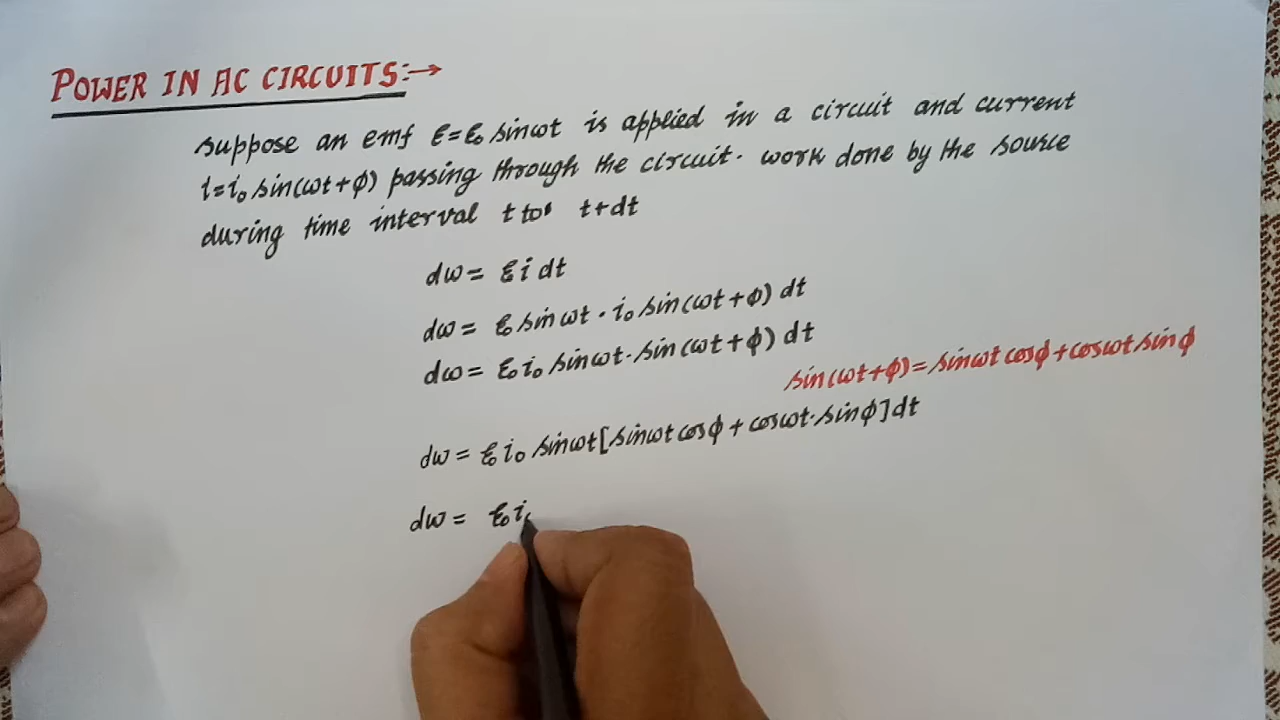 POWER IN AC CIRCUITS:→
suppose an emf ε=ε₀ sinωt is applied in a circuit and current
i=i₀ sin(ωt+ϕ) passing through the circuit. work done by the source
during time interval t to t+dt
dw= εi dt
dw= ε₀ sinωt · i₀ sin(ωt+ϕ) dt
dw= ε₀i₀ sinωt·sin(ωt+ϕ) dt
sin(ωt+ϕ)=sinωt cosϕ+cosωt sinϕ
dw= ε₀ i₀ sinωt[sinωt cosϕ + cosωt·sinϕ]dt
dw= ε₀i₀